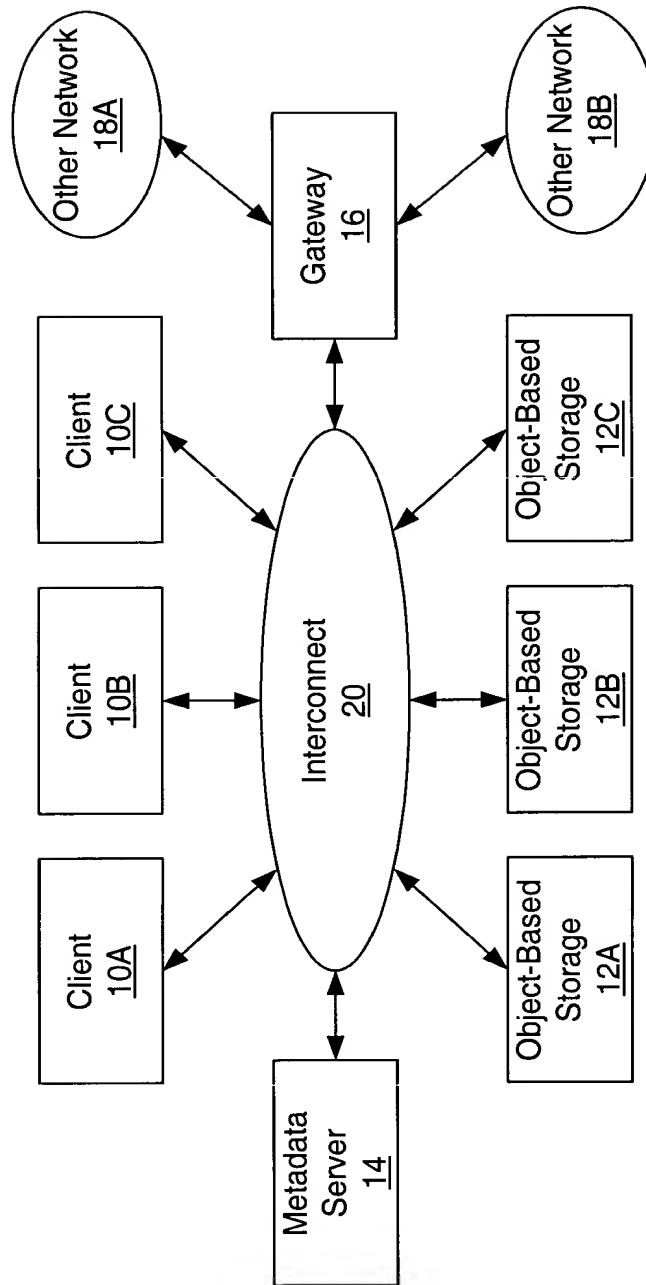 Client
10A
Client
10B
Client
10C
Other Network
18A
Metadata
Server
14
Interconnect
20
Gateway
16
Object-Based
Storage
12A
Object-Based
Storage
12B
Object-Based
Storage
12C
Other Network
18B